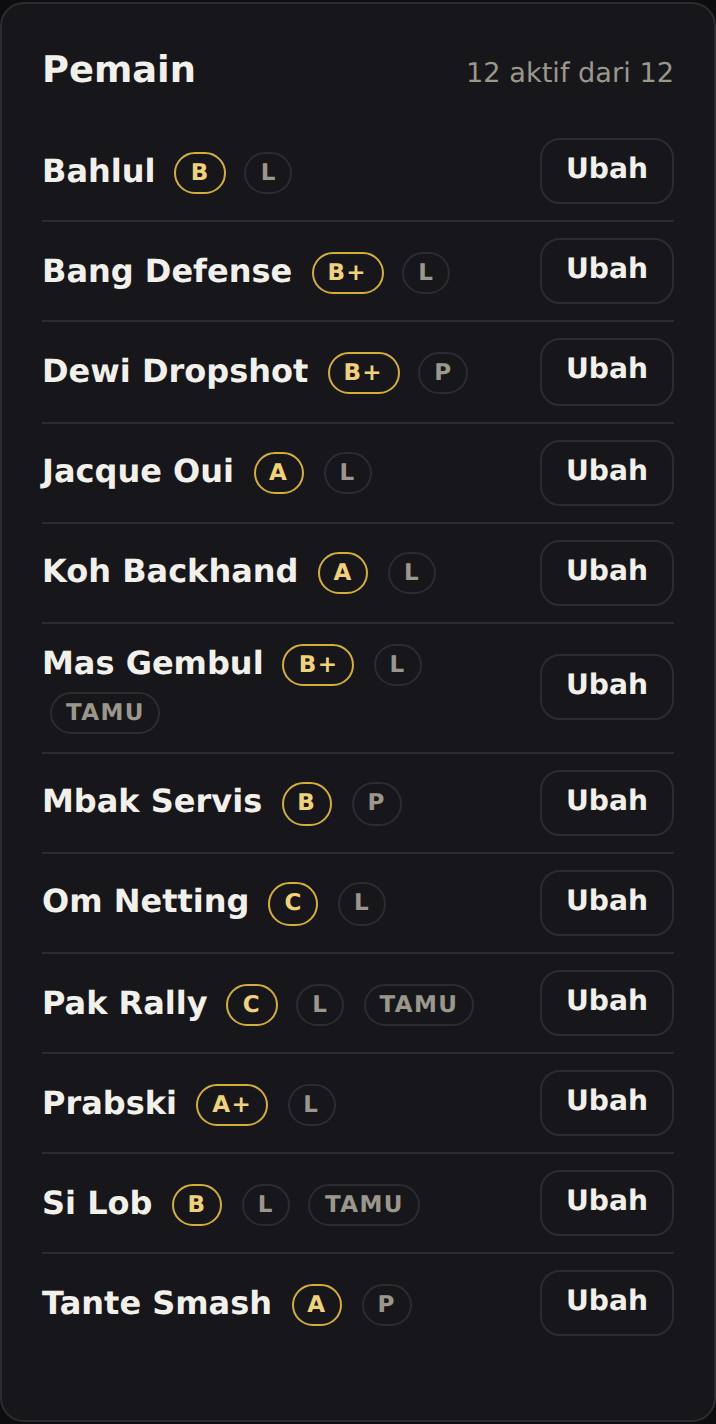 Pemain 12 aktif dari 12
Bahlul B L Ubah
Bang Defense B+ L Ubah
Dewi Dropshot B+ P Ubah
Jacque Oui A L Ubah
Koh Backhand A L Ubah
Mas Gembul B+ L Ubah
TAMU
Mbak Servis B P Ubah
Om Netting C L Ubah
Pak Rally C L TAMU Ubah
Prabski A+ L Ubah
Si Lob B L TAMU Ubah
Tante Smash A P Ubah